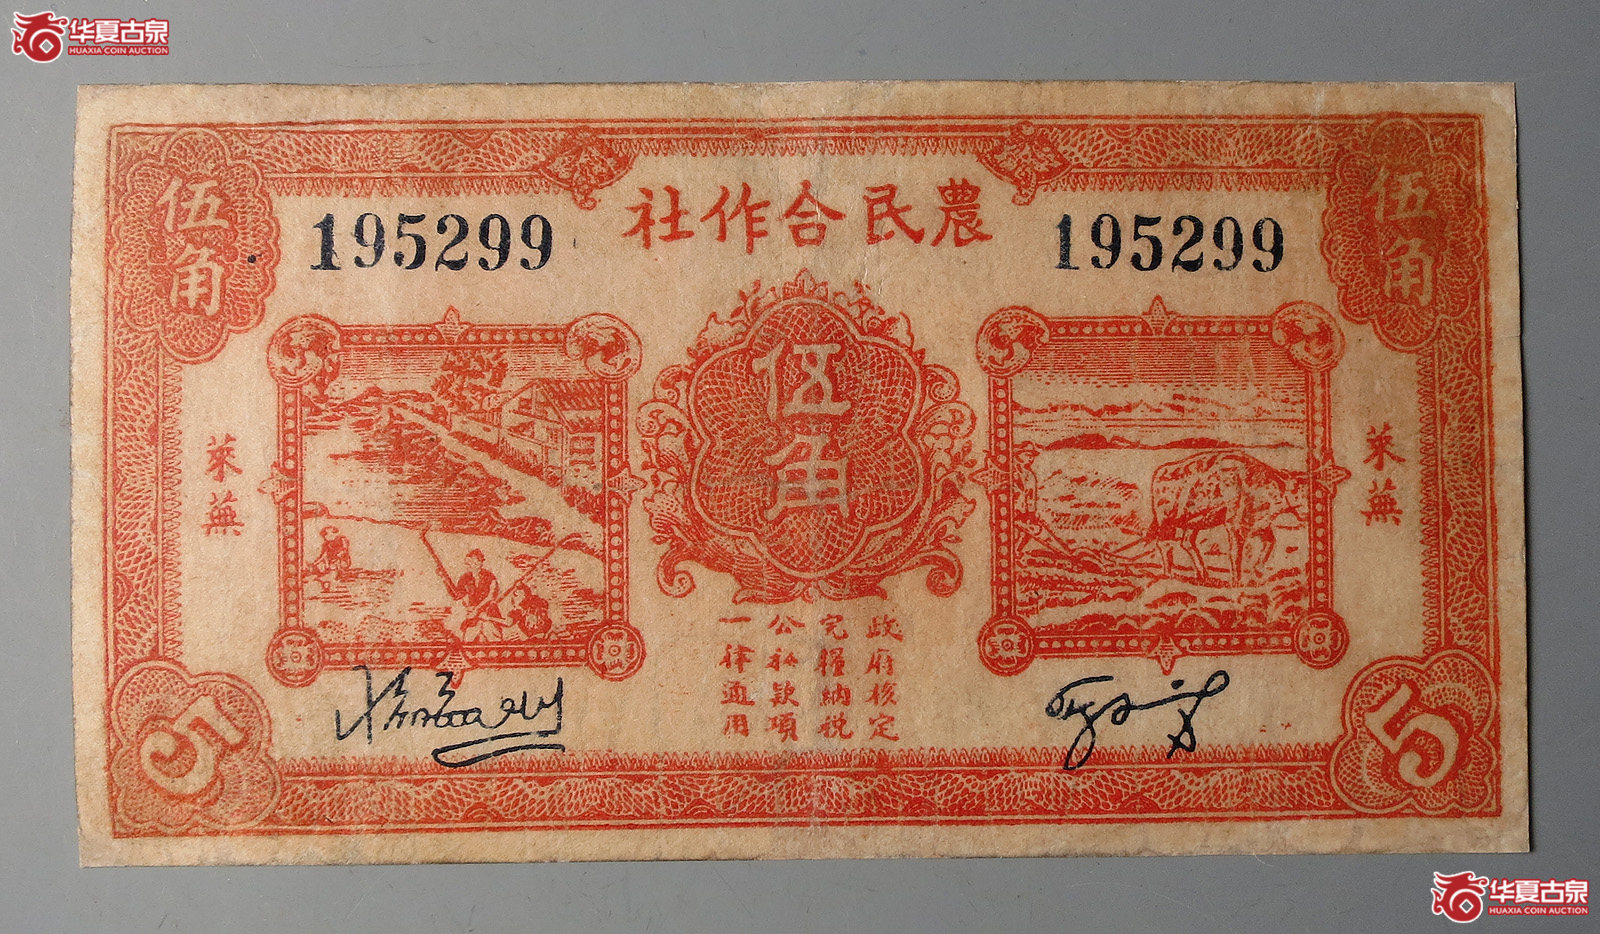 华夏古泉
HUAXIA COIN AUCTION
農民合作社
195299
195299
伍角
伍角
伍角
萊蕪
萊蕪
政府核定
完糧納稅
公私款項
一律通用
5
5
华夏古泉
HUAXIA COIN AUCTION